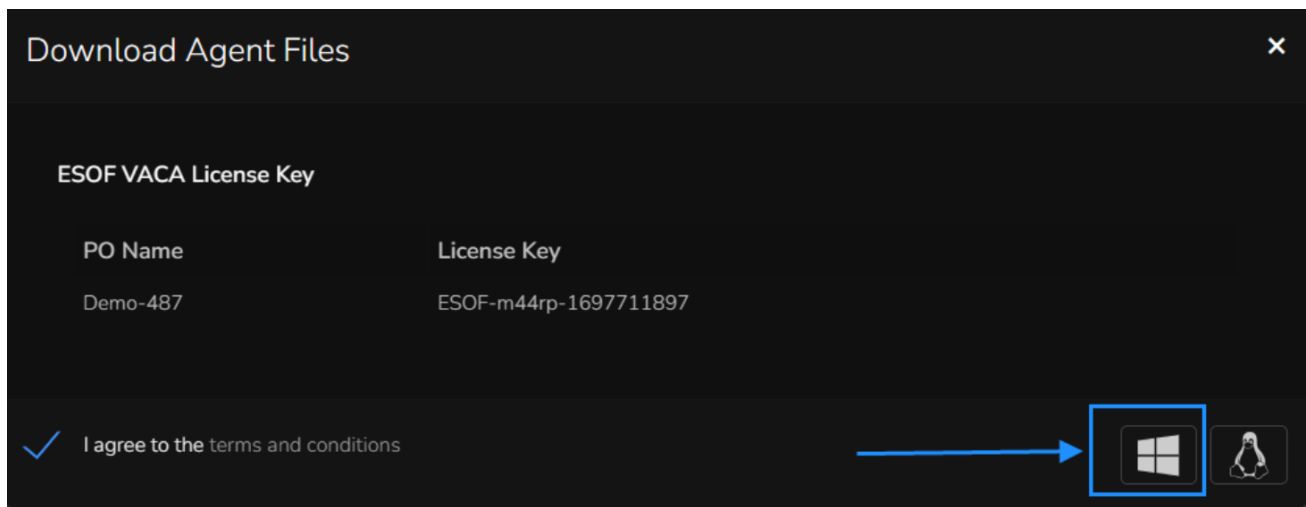 Download Agent Files
ESOF VACA License Key
PO Name License Key
Demo-487 ESOF-m44rp-1697711897
I agree to the terms and conditions